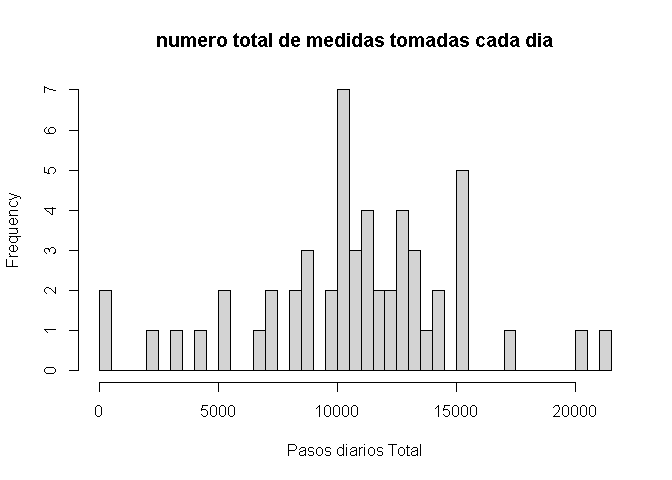 numero total de medidas tomadas cada dia
Frequency
7
6
5
4
3
2
1
0
0 5000 10000 15000 20000
Pasos diarios Total